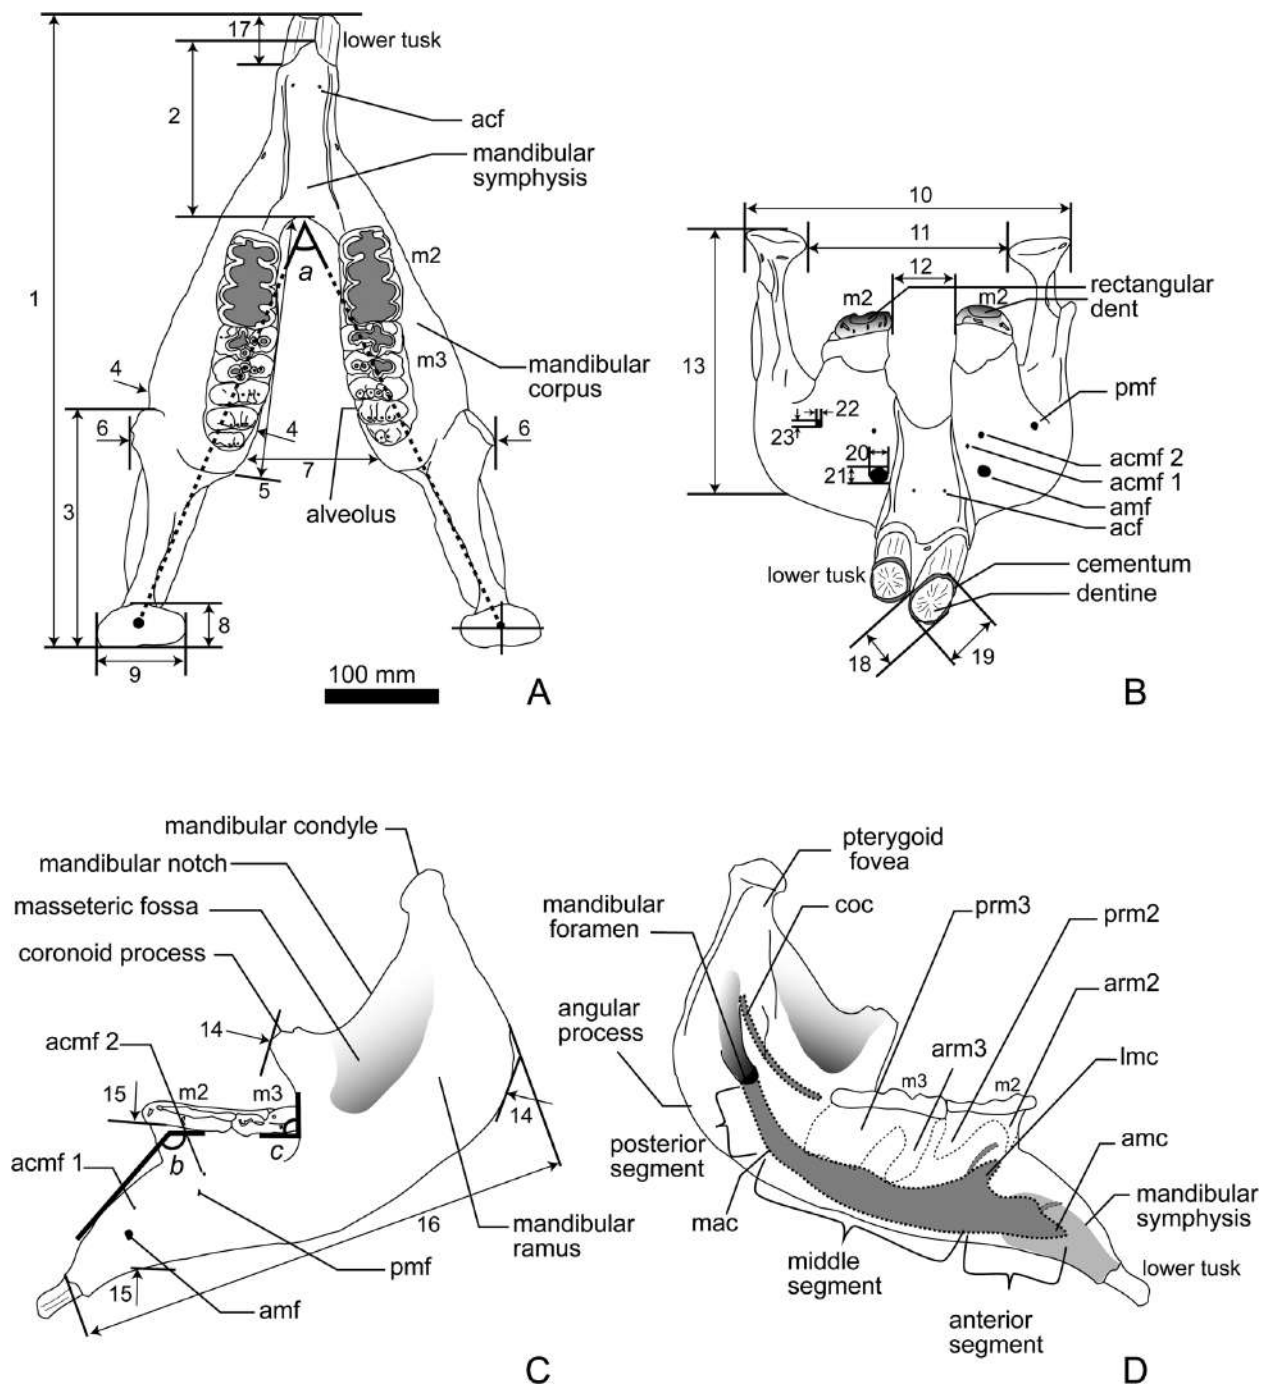 17
lower tusk
2
acf
mandibular
symphysis
m2
a
1
m3
mandibular
corpus
4
4
6
6
7
5
3
alveolus
8
9
100 mm
A
10
11
12
m2
m2
rectangular
dent
13
pmf
22
23
20
21
acmf 2
acmf 1
amf
acf
lower tusk
cementum
dentine
18
19
B
mandibular condyle
mandibular notch
masseteric fossa
coronoid process
14
acmf 2
15
m2
m3
14
acmf 1
b
c
16
mandibular
ramus
pmf
15
amf
C
pterygoid
fovea
mandibular
foramen
coc
prm3
prm2
arm2
angular
process
arm3
lmc
m3
m2
amc
posterior
segment
mac
mandibular
symphysis
middle
segment
lower tusk
anterior
segment
D